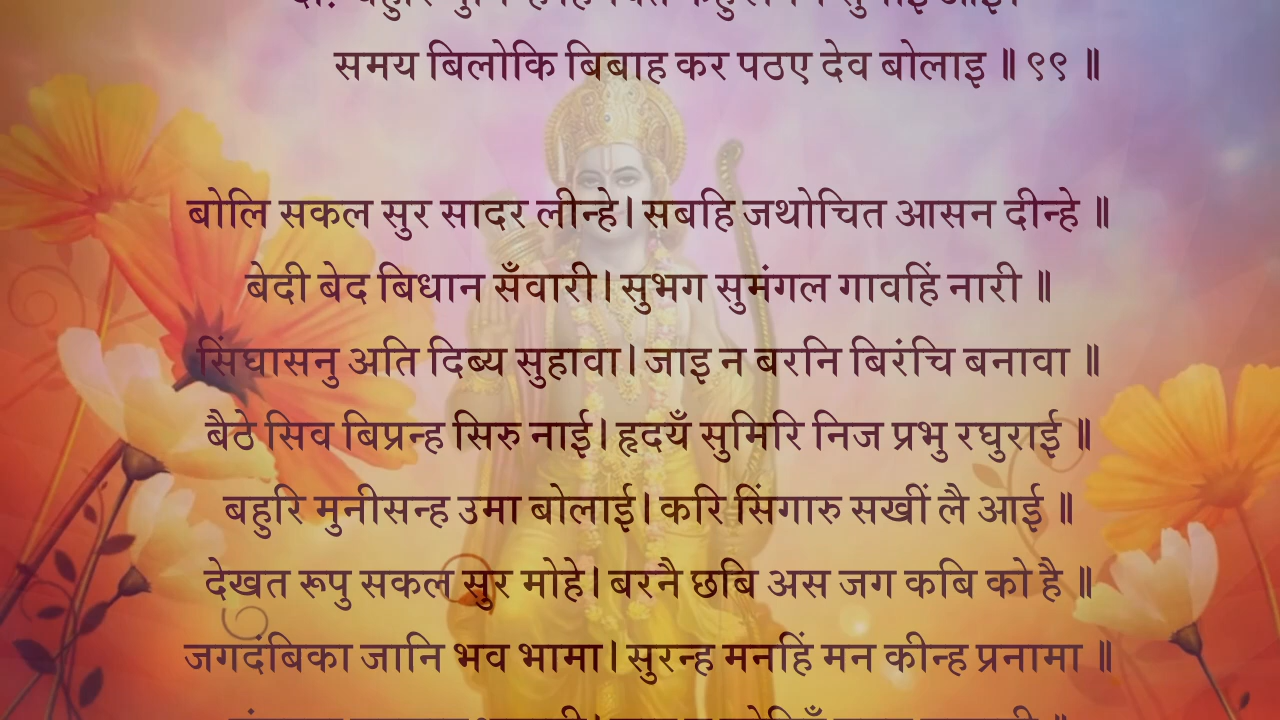 समय बिलोकि बिबाह कर पठए देव बोलाइ ॥ ९९ ॥
बोलि सकल सुर सादर लीन्हे। सबहि जथोचित आसन दीन्हे ॥
बेदी बेद बिधान सँवारी। सुभग सुमंगल गावहिं नारी ॥
सिंघासनु अति दिब्य सुहावा। जाइ न बरनि बिरंचि बनावा ॥
बैठे सिव बिप्रन्ह सिरु नाई। हृदयँ सुमिरि निज प्रभु रघुराई ॥
बहुरि मुनीसन्ह उमा बोलाई। करि सिंगारु सखीं लै आई ॥
देखत रूपु सकल सुर मोहे। बरनै छबि अस जग कबि को है ॥
जगदंबिका जानि भव भामा। सुरन्ह मनहिं मन कीन्ह प्रनामा ॥